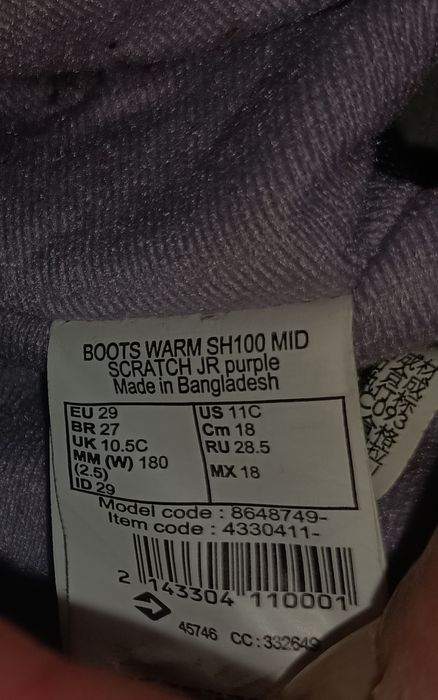 BOOTS WARM SH100 MID
SCRATCH JR purple
Made in Bangladesh
EU 29
BR 27
UK 10.5C
MM (W) 180
(2.5)
ID 29
US 11C
Cm 18
RU 28.5
MX 18
Model code : 8648749-
Item code : 4330411-
2 143304 110001
45746 CC:332649